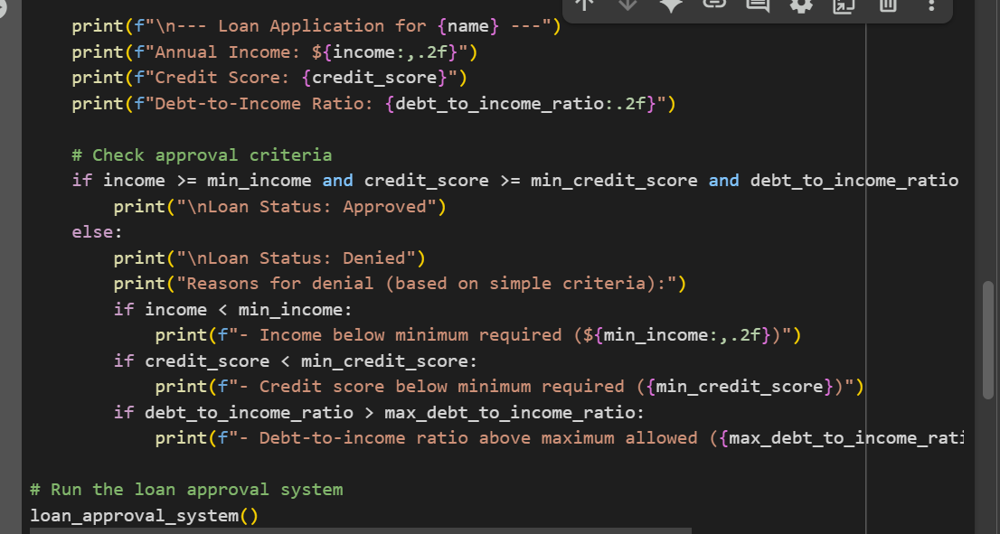 print(f"\n--- Loan Application for {name} ---")
    print(f"Annual Income: ${income:,.2f}")
    print(f"Credit Score: {credit_score}")
    print(f"Debt-to-Income Ratio: {debt_to_income_ratio:.2f}")

    # Check approval criteria
    if income >= min_income and credit_score >= min_credit_score and debt_to_income_ratio
        print("\nLoan Status: Approved")
    else:
        print("\nLoan Status: Denied")
        print("Reasons for denial (based on simple criteria):")
        if income < min_income:
            print(f"- Income below minimum required (${min_income:,.2f})")
        if credit_score < min_credit_score:
            print(f"- Credit score below minimum required ({min_credit_score})")
        if debt_to_income_ratio > max_debt_to_income_ratio:
            print(f"- Debt-to-income ratio above maximum allowed ({max_debt_to_income_rati

# Run the loan approval system
loan_approval_system()